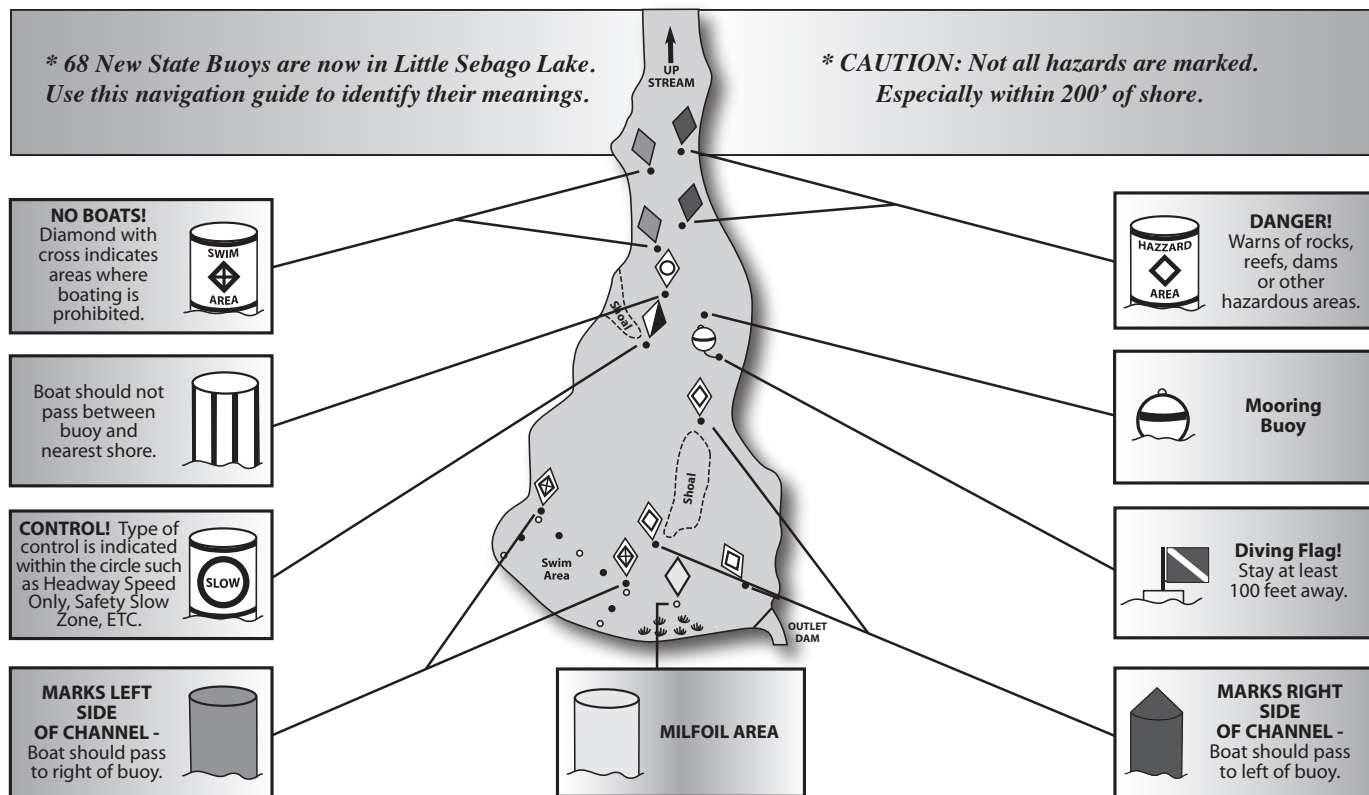 * 68 New State Buoys are now in Little Sebago Lake.
Use this navigation guide to identify their meanings.
* CAUTION: Not all hazards are marked.
Especially within 200’ of shore.
UP
STREAM
NO BOATS!
Diamond with
cross indicates
areas where
boating is
prohibited.
SWIM
AREA
Boat should not
pass between
buoy and
nearest shore.
CONTROL! Type of
control is indicated
within the circle such
as Headway Speed
Only, Safety Slow
Zone, ETC.
SLOW
MARKS LEFT
SIDE
OF CHANNEL -
Boat should pass
to right of buoy.
Shoal
Shoal
Swim
Area
OUTLET
DAM
MILFOIL AREA
HAZZARD
AREA
DANGER!
Warns of rocks,
reefs, dams
or other
hazardous areas.
Mooring
Buoy
Diving Flag!
Stay at least
100 feet away.
MARKS RIGHT
SIDE
OF CHANNEL -
Boat should pass
to left of buoy.